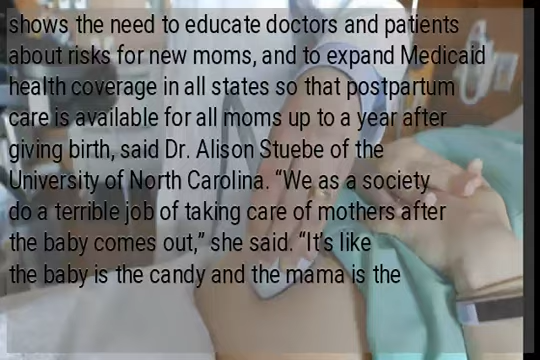 shows the need to educate doctors and patients
about risks for new moms, and to expand Medicaid
health coverage in all states so that postpartum
care is available for all moms up to a year after
giving birth, said Dr. Alison Stuebe of the
University of North Carolina. “We as a society
do a terrible job of taking care of mothers after
the baby comes out,” she said. “It’s like
the baby is the candy and the mama is the